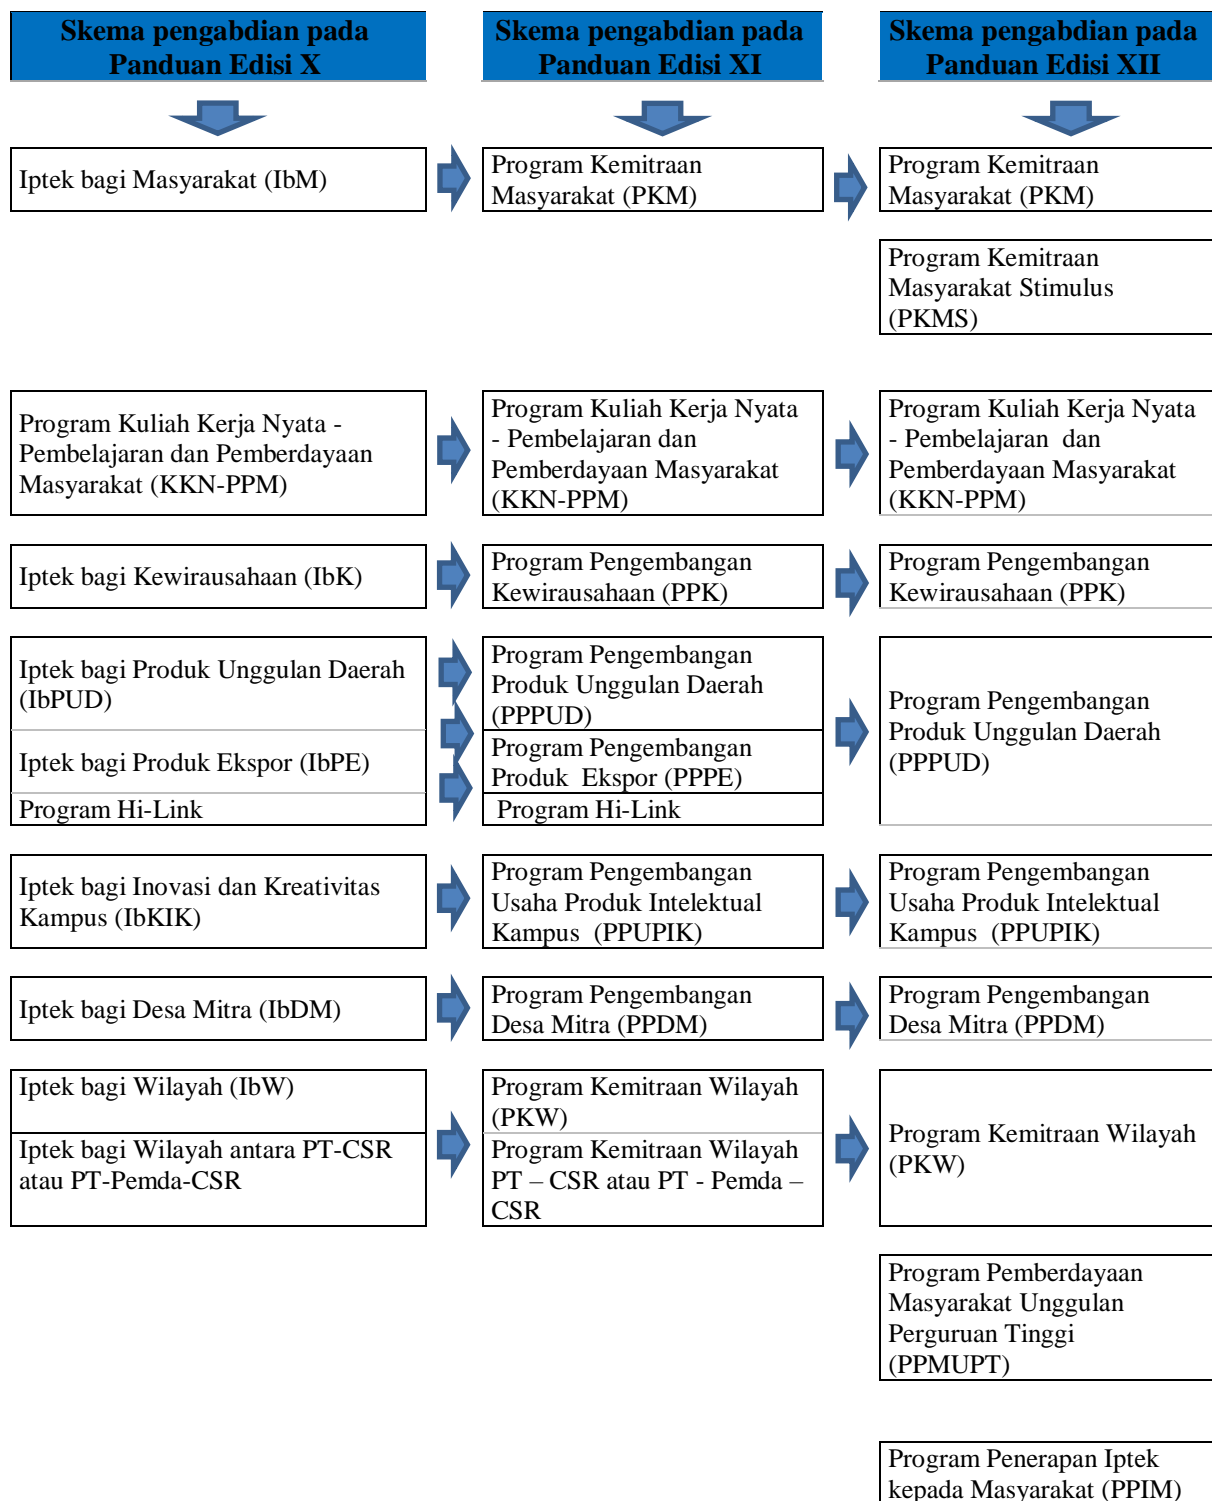 Skema pengabdian pada
Panduan Edisi X
Skema pengabdian pada
Panduan Edisi XI
Skema pengabdian pada
Panduan Edisi XII
Iptek bagi Masyarakat (IbM)
Program Kemitraan
Masyarakat (PKM)
Program Kemitraan
Masyarakat (PKM)
Program Kemitraan
Masyarakat Stimulus
(PKMS)
Program Kuliah Kerja Nyata -
Pembelajaran dan Pemberdayaan
Masyarakat (KKN-PPM)
Program Kuliah Kerja Nyata
- Pembelajaran dan
Pemberdayaan Masyarakat
(KKN-PPM)
Program Kuliah Kerja Nyata
- Pembelajaran  dan
Pemberdayaan Masyarakat
(KKN-PPM)
Iptek bagi Kewirausahaan (IbK)
Program Pengembangan
Kewirausahaan (PPK)
Program Pengembangan
Kewirausahaan (PPK)
Iptek bagi Produk Unggulan Daerah
(IbPUD)
Iptek bagi Produk Ekspor (IbPE)
Program Hi-Link
Program Pengembangan
Produk Unggulan Daerah
(PPPUD)
Program Pengembangan
Produk  Ekspor (PPPE)
Program Hi-Link
Program Pengembangan
Produk Unggulan Daerah
(PPPUD)
Iptek bagi Inovasi dan Kreativitas
Kampus (IbKIK)
Program Pengembangan
Usaha Produk Intelektual
Kampus  (PPUPIK)
Program Pengembangan
Usaha Produk Intelektual
Kampus  (PPUPIK)
Iptek bagi Desa Mitra (IbDM)
Program Pengembangan
Desa Mitra (PPDM)
Program Pengembangan
Desa Mitra (PPDM)
Iptek bagi Wilayah (IbW)
Iptek bagi Wilayah antara PT-CSR
atau PT-Pemda-CSR
Program Kemitraan Wilayah
(PKW)
Program Kemitraan Wilayah
PT – CSR atau PT - Pemda –
CSR
Program Kemitraan Wilayah
(PKW)
Program Pemberdayaan
Masyarakat Unggulan
Perguruan Tinggi
(PPMUPT)
Program Penerapan Iptek
kepada Masyarakat (PPIM)